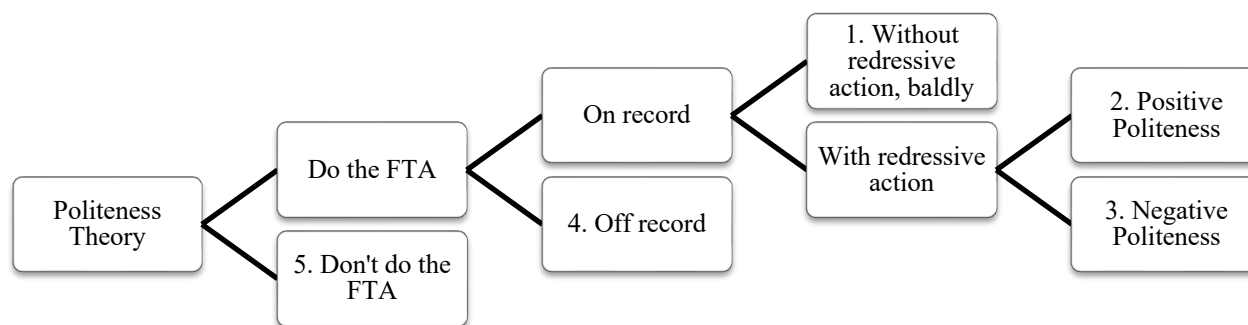 Politeness
Theory
Do the FTA
5. Don't do the
FTA
On record
4. Off record
1. Without
redressive
action, baldly
With redressive
action
2. Positive
Politeness
3. Negative
Politeness